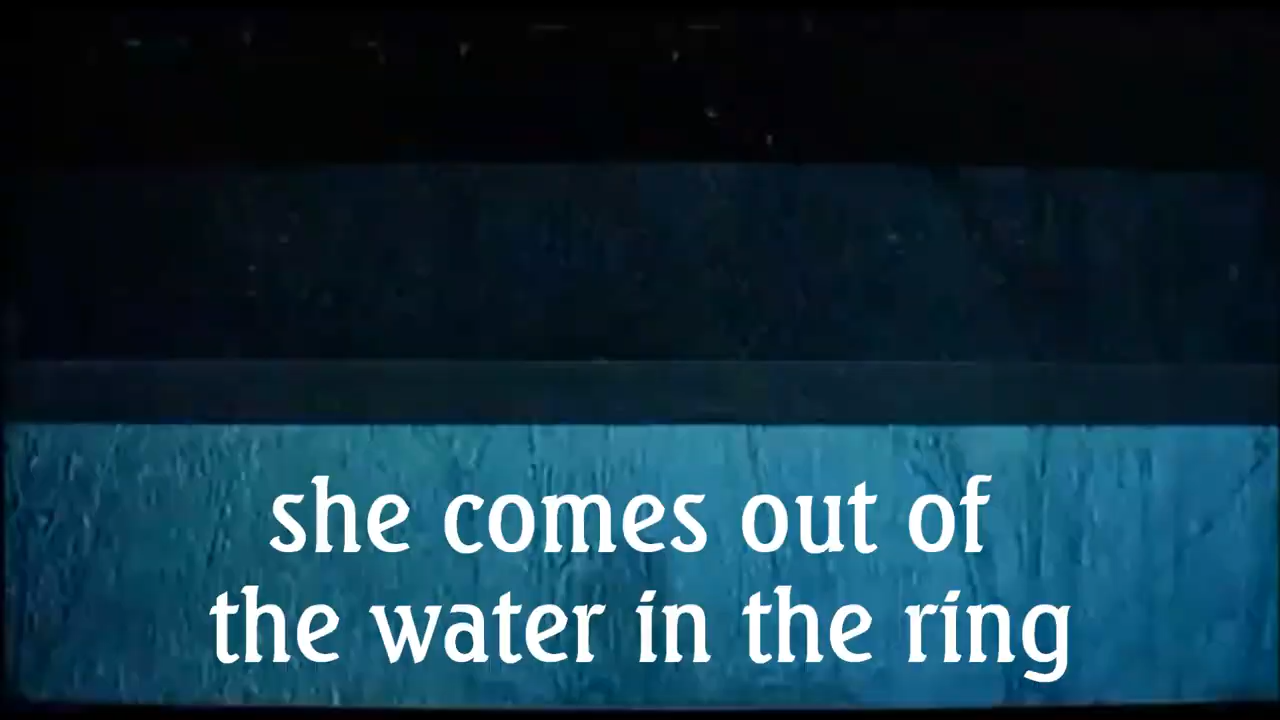 she comes out of
the water in the ring